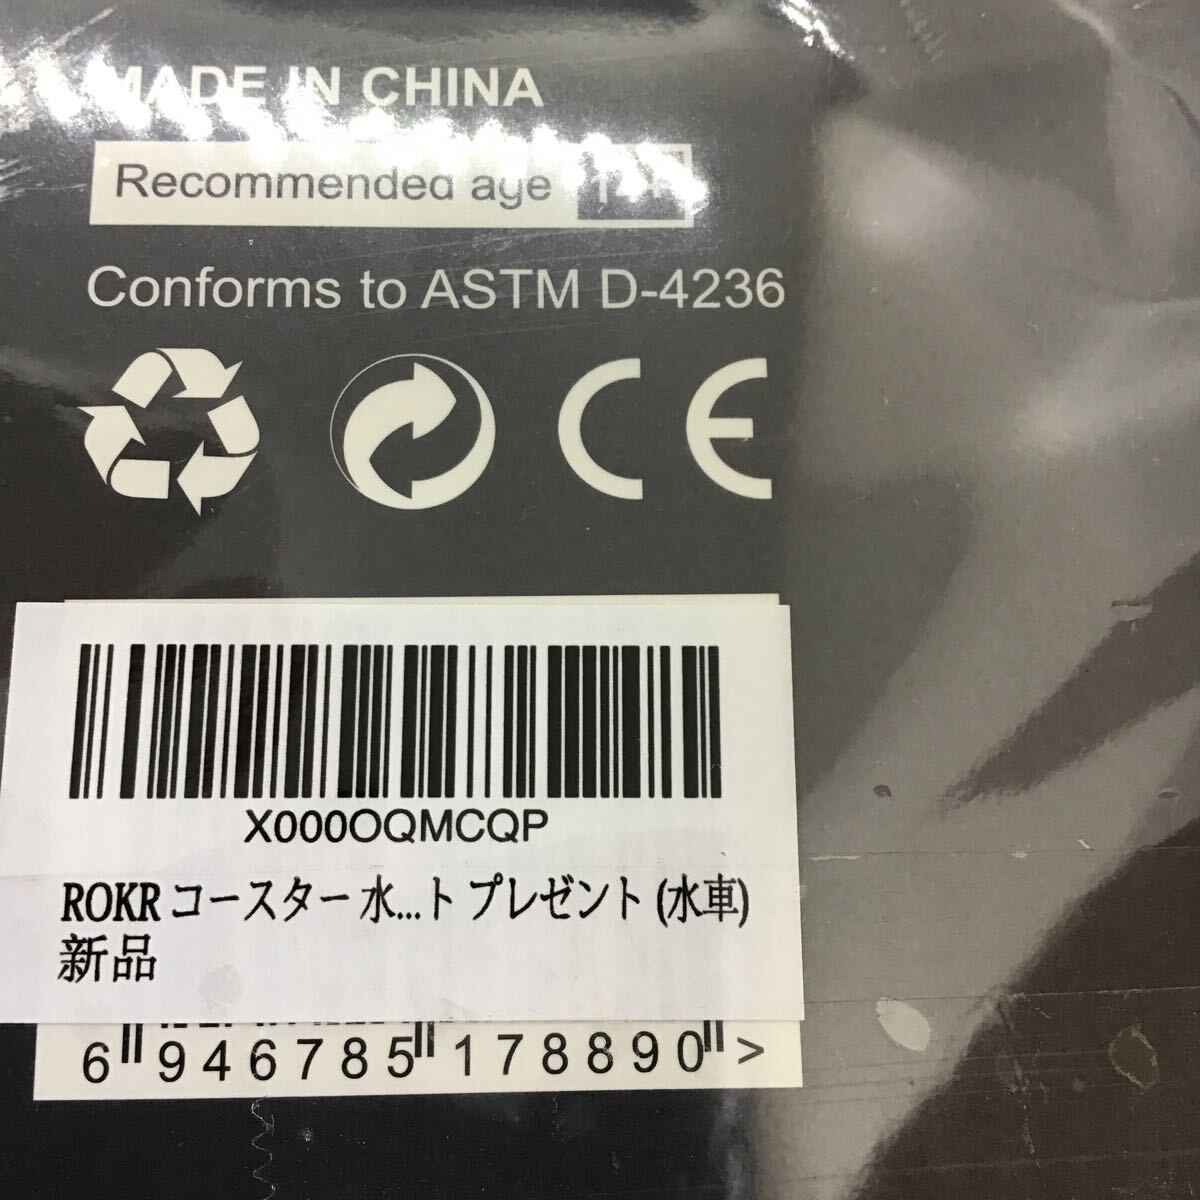 MADE IN CHINA
Recommended age
Conforms to ASTM D-4236
CE
X000OQMCQP
ROKR コースター 水...ト プレゼント (水車)
新品
6 946785 178890 >